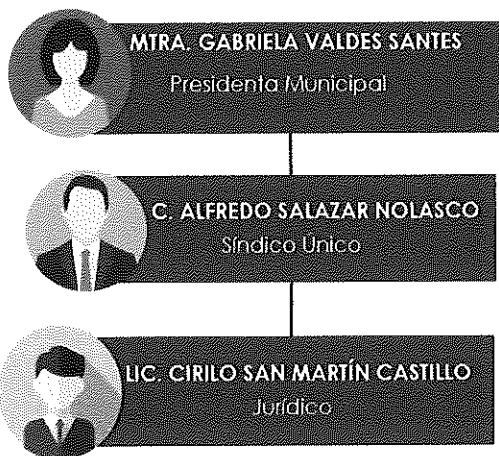 MTRA. GABRIELA VALDES SANTES
Presidenta Municipal
C. ALFREDO SALAZAR NOLASCO
Síndico Único
LIC. CIRILO SAN MARTÍN CASTILLO
Jurídico